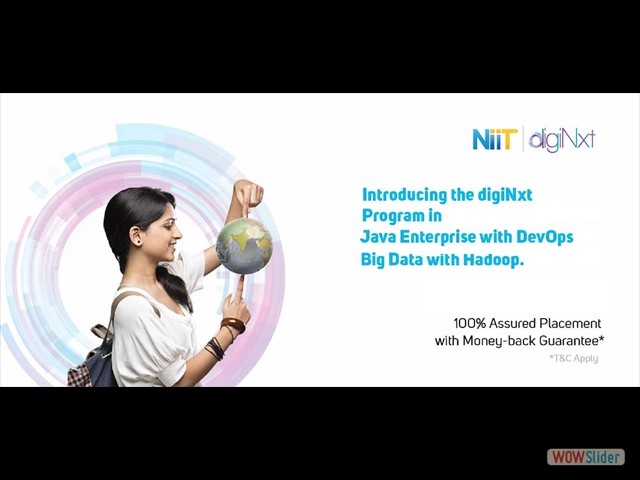 NiiT digiNxt
Introducing the digiNxt
Program in
Java Enterprise with DevOps
Big Data with Hadoop.
100% Assured Placement
with Money-back Guarantee*
*T&C Apply
WOWSlider